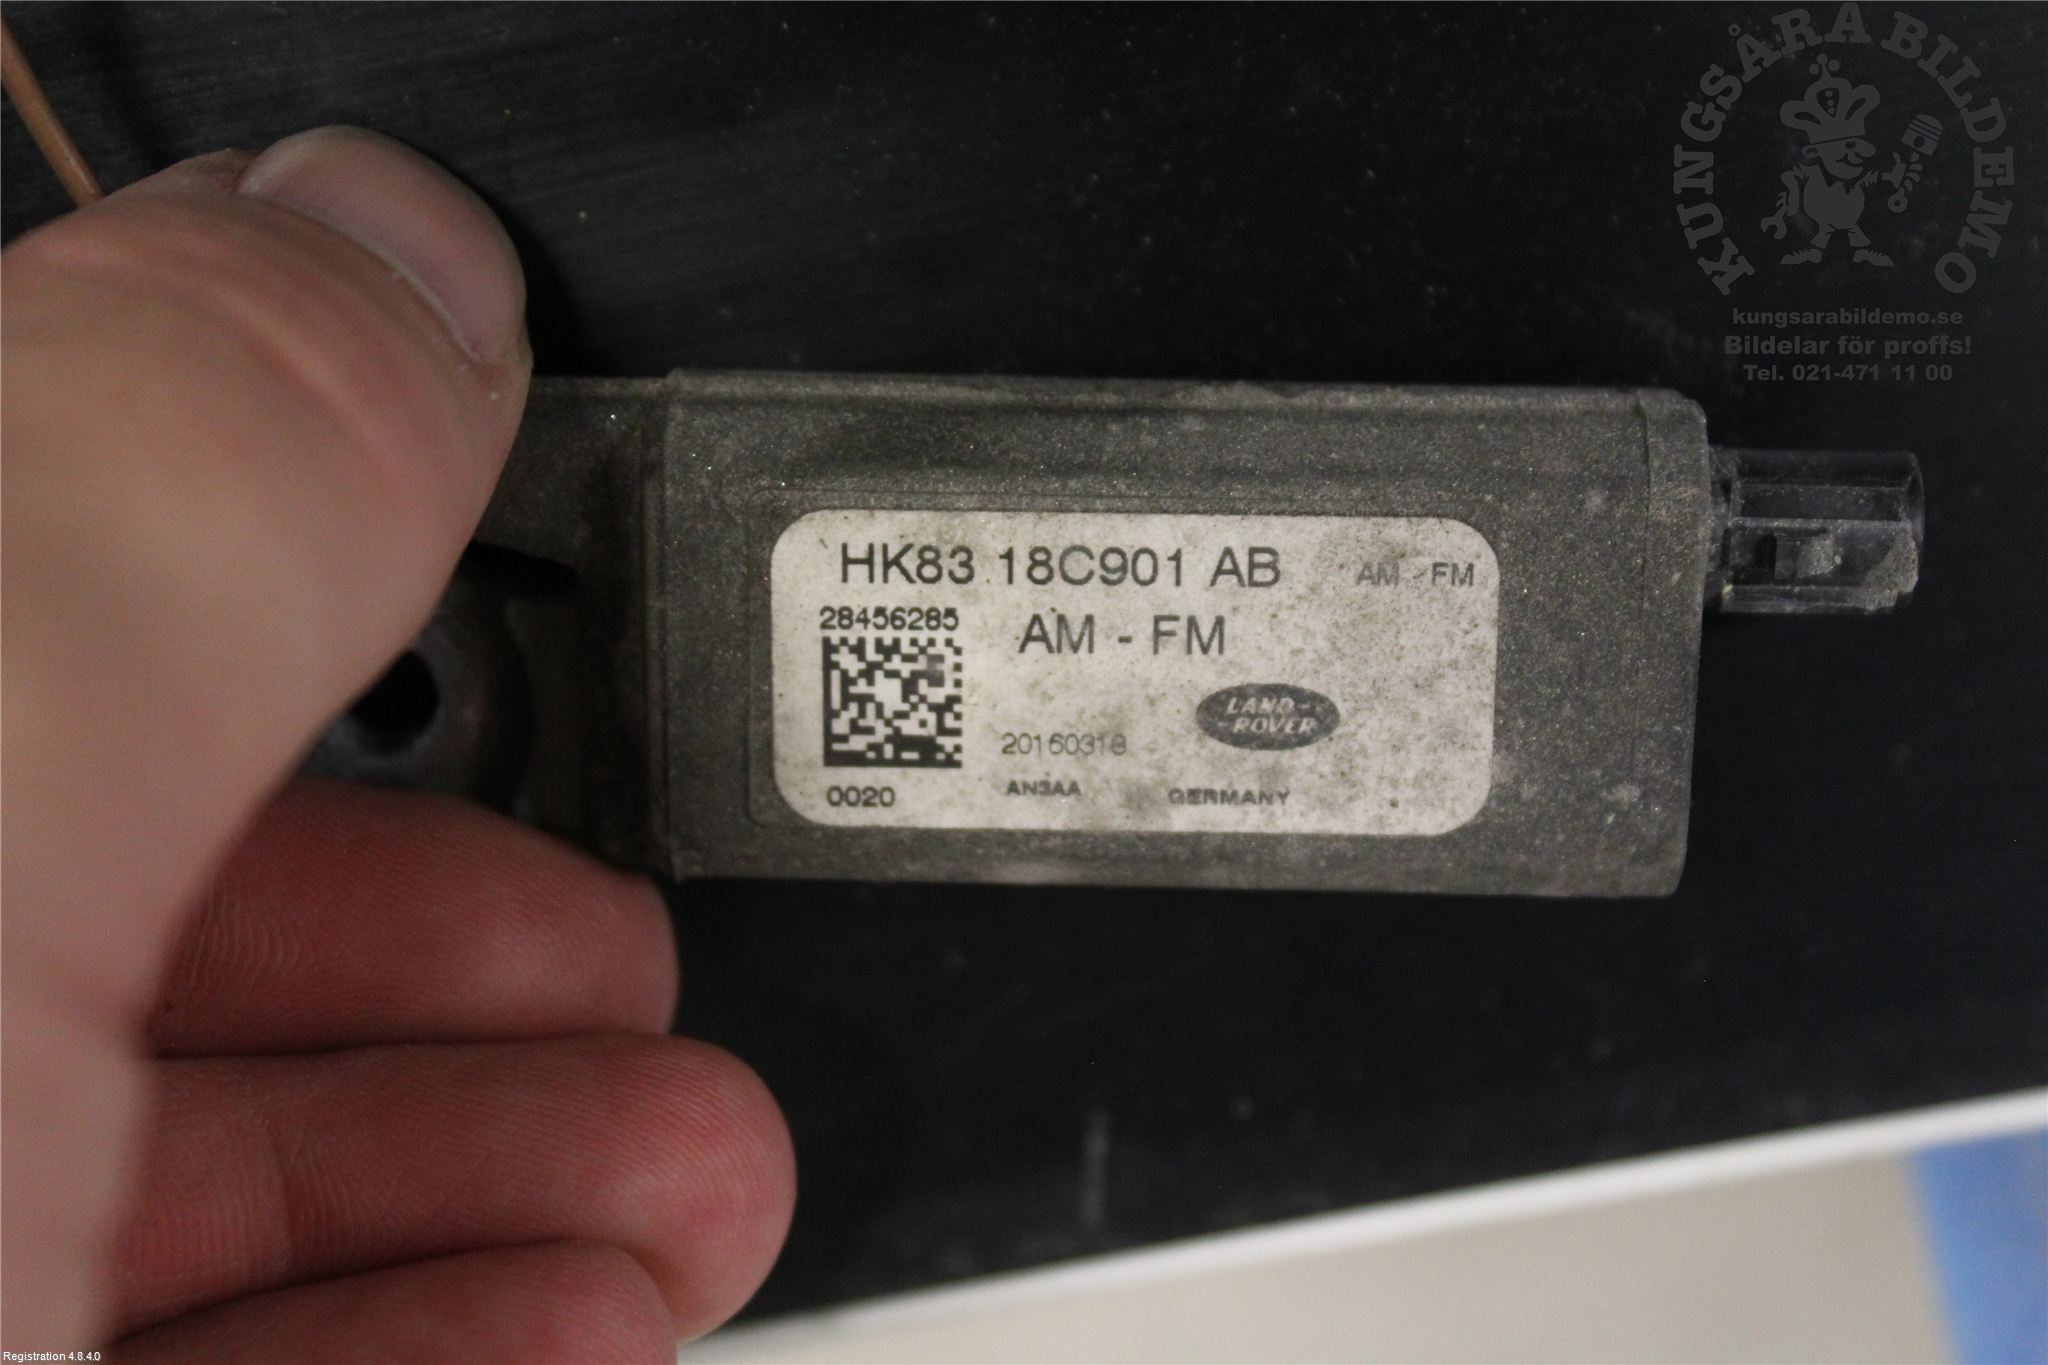 KUNGSÅRA BILDEMO
kungsarabildemo.se
Bildelar för proffs!
Tel. 021-471 11 00
HK83 18C901 AB AM - FM
28456285 AM - FM
LAND-
-ROVER
20160318
0020 AN3AA GERMANY
Registration 4.8.4.0